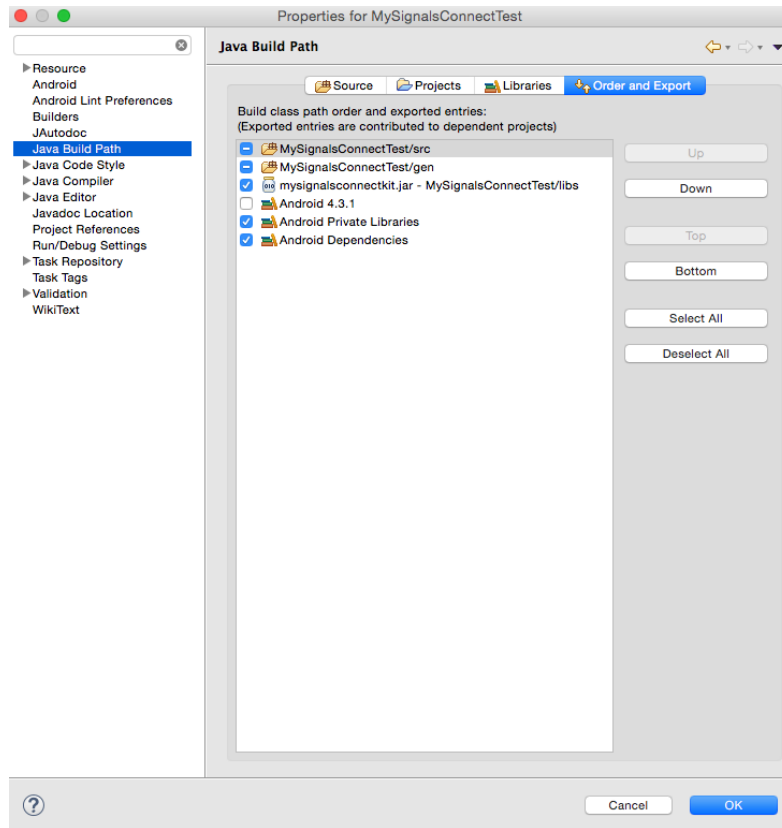 Properties for MySignalsConnectTest
Resource
Android
Android Lint Preferences
Builders
JAutodoc
Java Build Path
Java Code Style
Java Compiler
Java Editor
Javadoc Location
Project References
Run/Debug Settings
Task Repository
Task Tags
Validation
WikiText
Java Build Path
Source Projects Libraries Order and Export
Build class path order and exported entries:
(Exported entries are contributed to dependent projects)
MySignalsConnectTest/src
MySignalsConnectTest/gen
mysignalsconnectkit.jar - MySignalsConnectTest/libs
Android 4.3.1
Android Private Libraries
Android Dependencies
Up
Down
Top
Bottom
Select All
Deselect All
?
Cancel OK